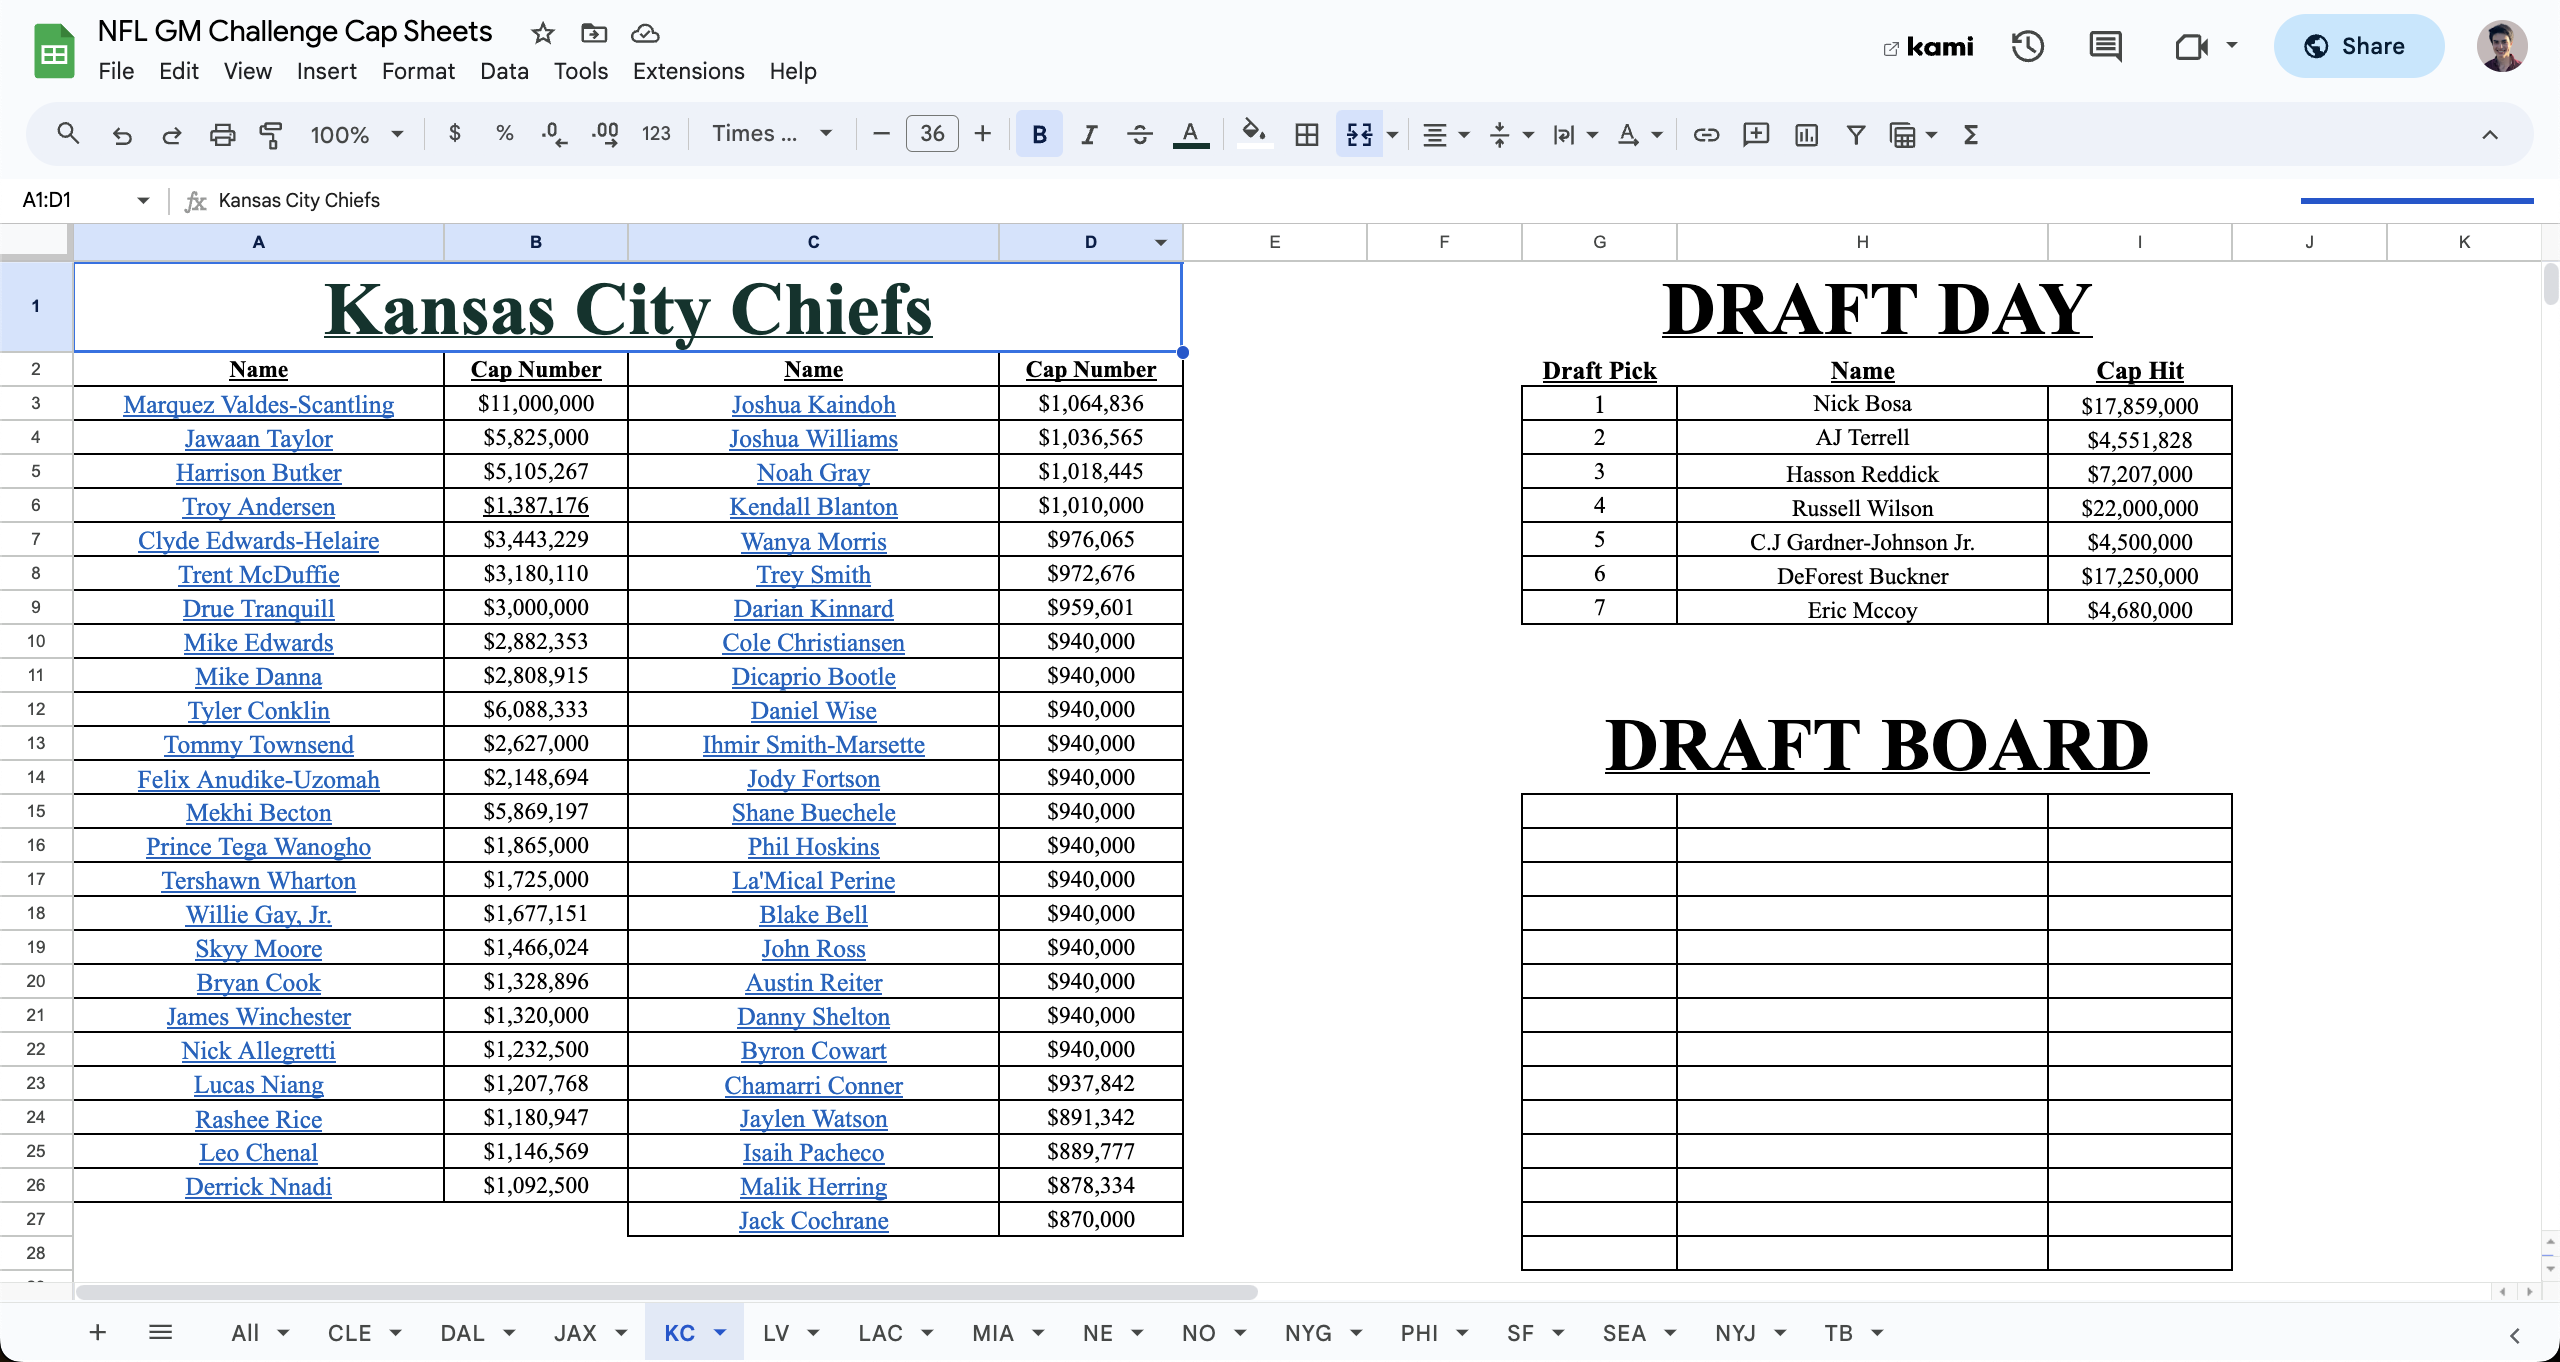 NFL GM Challenge Cap Sheets
File Edit View Insert Format Data Tools Extensions Help
kami
Share
100% $ % .0 .00 123 Times ... − 36 + B I A Σ
A1:D1 fx Kansas City Chiefs
A B C D E F G H I J K
1 Kansas City Chiefs DRAFT DAY
2 Name Cap Number Name Cap Number Draft Pick Name Cap Hit
3 Marquez Valdes-Scantling $11,000,000 Joshua Kaindoh $1,064,836 1 Nick Bosa $17,859,000
4 Jawaan Taylor $5,825,000 Joshua Williams $1,036,565 2 AJ Terrell $4,551,828
5 Harrison Butker $5,105,267 Noah Gray $1,018,445 3 Hasson Reddick $7,207,000
6 Troy Andersen $1,387,176 Kendall Blanton $1,010,000 4 Russell Wilson $22,000,000
7 Clyde Edwards-Helaire $3,443,229 Wanya Morris $976,065 5 C.J Gardner-Johnson Jr. $4,500,000
8 Trent McDuffie $3,180,110 Trey Smith $972,676 6 DeForest Buckner $17,250,000
9 Drue Tranquill $3,000,000 Darian Kinnard $959,601 7 Eric Mccoy $4,680,000
10 Mike Edwards $2,882,353 Cole Christiansen $940,000
11 Mike Danna $2,808,915 Dicaprio Bootle $940,000
12 Tyler Conklin $6,088,333 Daniel Wise $940,000
13 Tommy Townsend $2,627,000 Ihmir Smith-Marsette $940,000 DRAFT BOARD
14 Felix Anudike-Uzomah $2,148,694 Jody Fortson $940,000
15 Mekhi Becton $5,869,197 Shane Buechele $940,000
16 Prince Tega Wanogho $1,865,000 Phil Hoskins $940,000
17 Tershawn Wharton $1,725,000 La'Mical Perine $940,000
18 Willie Gay, Jr. $1,677,151 Blake Bell $940,000
19 Skyy Moore $1,466,024 John Ross $940,000
20 Bryan Cook $1,328,896 Austin Reiter $940,000
21 James Winchester $1,320,000 Danny Shelton $940,000
22 Nick Allegretti $1,232,500 Byron Cowart $940,000
23 Lucas Niang $1,207,768 Chamarri Conner $937,842
24 Rashee Rice $1,180,947 Jaylen Watson $891,342
25 Leo Chenal $1,146,569 Isaih Pacheco $889,777
26 Derrick Nnadi $1,092,500 Malik Herring $878,334
27 Jack Cochrane $870,000
28
All CLE DAL JAX KC LV LAC MIA NE NO NYG PHI SF SEA NYJ TB